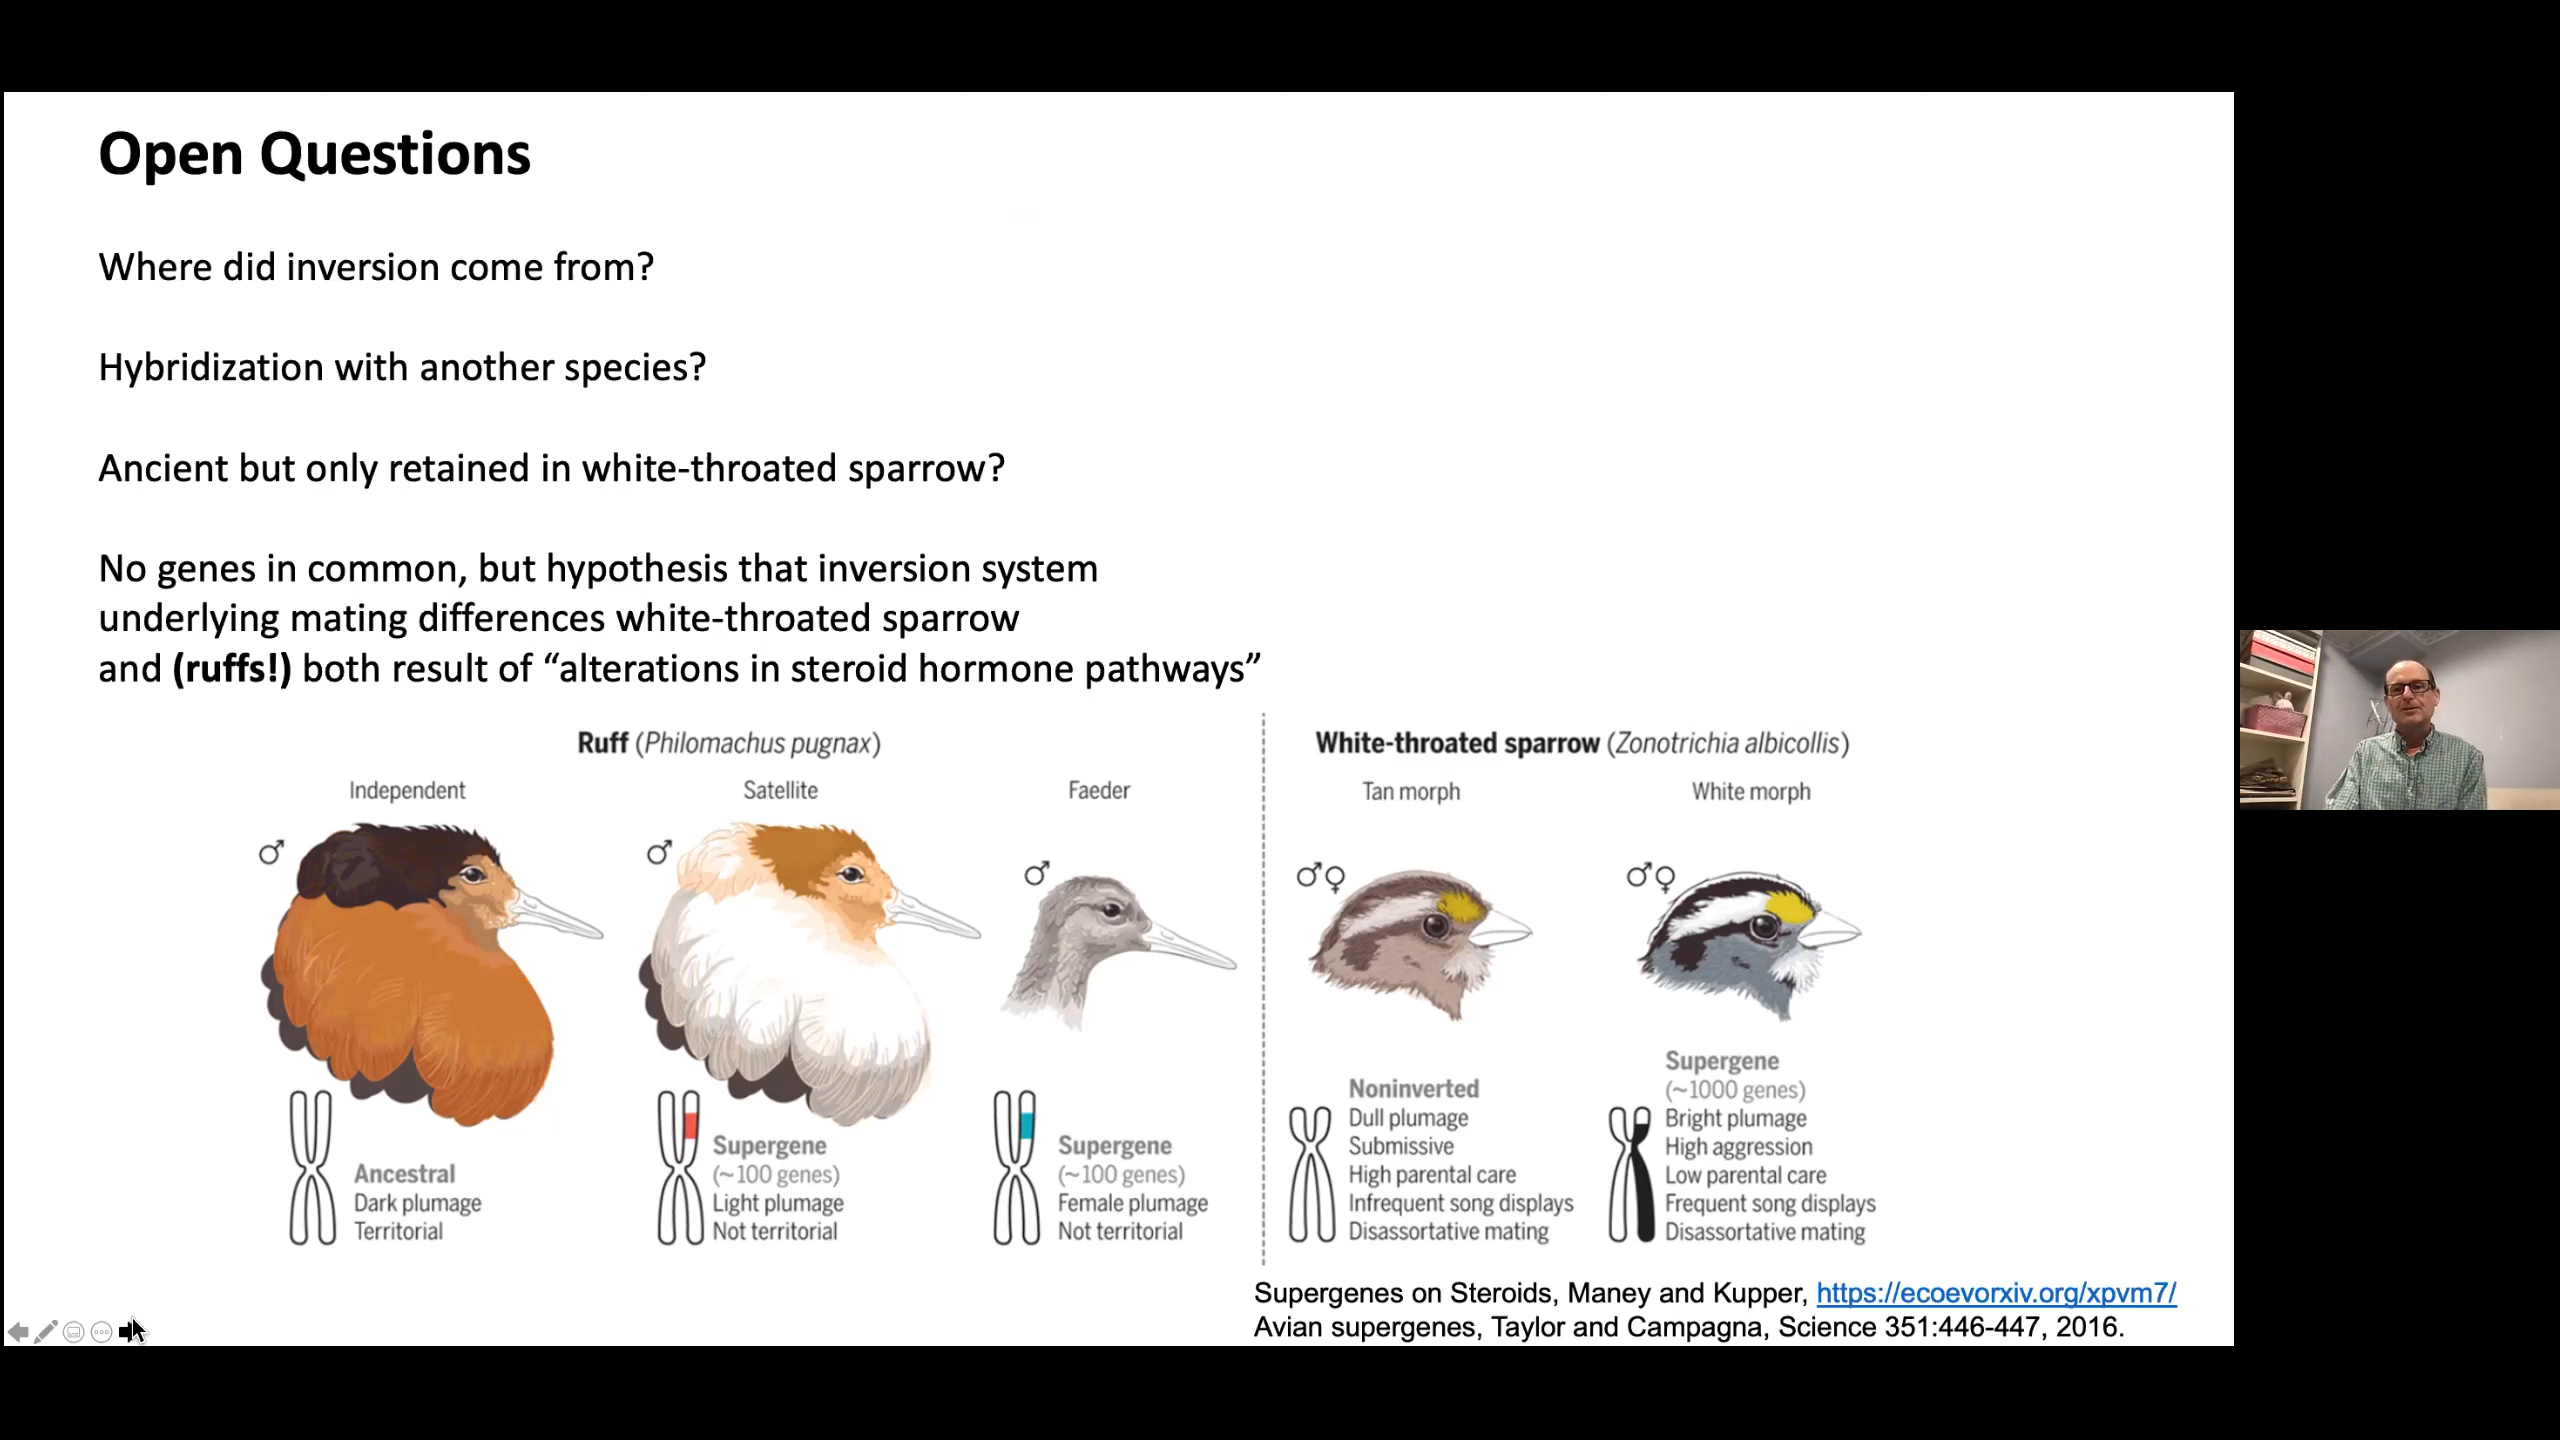 Open Questions
Where did inversion come from?
Hybridization with another species?
Ancient but only retained in white-throated sparrow?
No genes in common, but hypothesis that inversion system
underlying mating differences white-throated sparrow
and (ruffs!) both result of “alterations in steroid hormone pathways”
Ruff (Philomachus pugnax)
Independent
Satellite
Faeder
♂
♂
♂
Ancestral
Dark plumage
Territorial
Supergene
(~100 genes)
Light plumage
Not territorial
Supergene
(~100 genes)
Female plumage
Not territorial
White-throated sparrow (Zonotrichia albicollis)
Tan morph
White morph
♂♀
♂♀
Noninverted
Dull plumage
Submissive
High parental care
Infrequent song displays
Disassortative mating
Supergene
(~1000 genes)
Bright plumage
High aggression
Low parental care
Frequent song displays
Disassortative mating
Supergenes on Steroids, Maney and Kupper, https://ecoevorxiv.org/xpvm7/
Avian supergenes, Taylor and Campagna, Science 351:446-447, 2016.